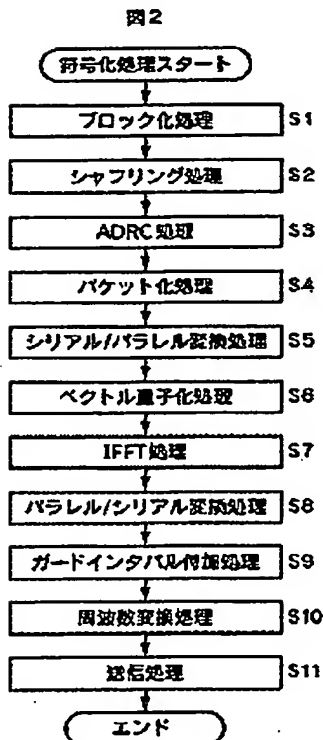 図2
符号化処理スタート
ブロック化処理 S1
シャフリング処理 S2
ADRC処理 S3
パケット化処理 S4
シリアル/パラレル変換処理 S5
ベクトル量子化処理 S6
IFFT処理 S7
パラレル/シリアル変換処理 S8
ガードインタバル付加処理 S9
周波数変換処理 S10
送信処理 S11
エンド